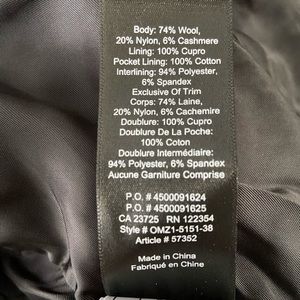 Body: 74% Wool,
20% Nylon, 6% Cashmere
Lining: 100% Cupro
Pocket Lining: 100% Cotton
Interlining: 94% Polyester,
6% Spandex
Exclusive Of Trim
Corps: 74% Laine,
20% Nylon, 6% Cachemire
Doublure: 100% Cupro
Doublure De La Poche:
100% Coton
Doublure Intermédiaire:
94% Polyester, 6% Spandex
Aucune Garniture Comprise
P.O. # 4500091624
P.O. # 4500091625
CA 23725 RN 122354
Style # OMZ1-5151-38
Article # 57352
Made in China
Fabriqué en Chine